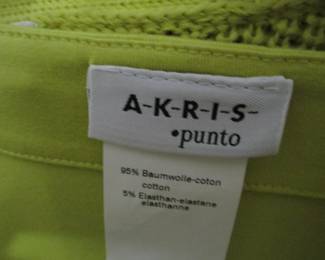 A-K-R-I-S-
•punto
95% Baumwolle-coton
cotton
5% Elasthan-elastane
elasthanne